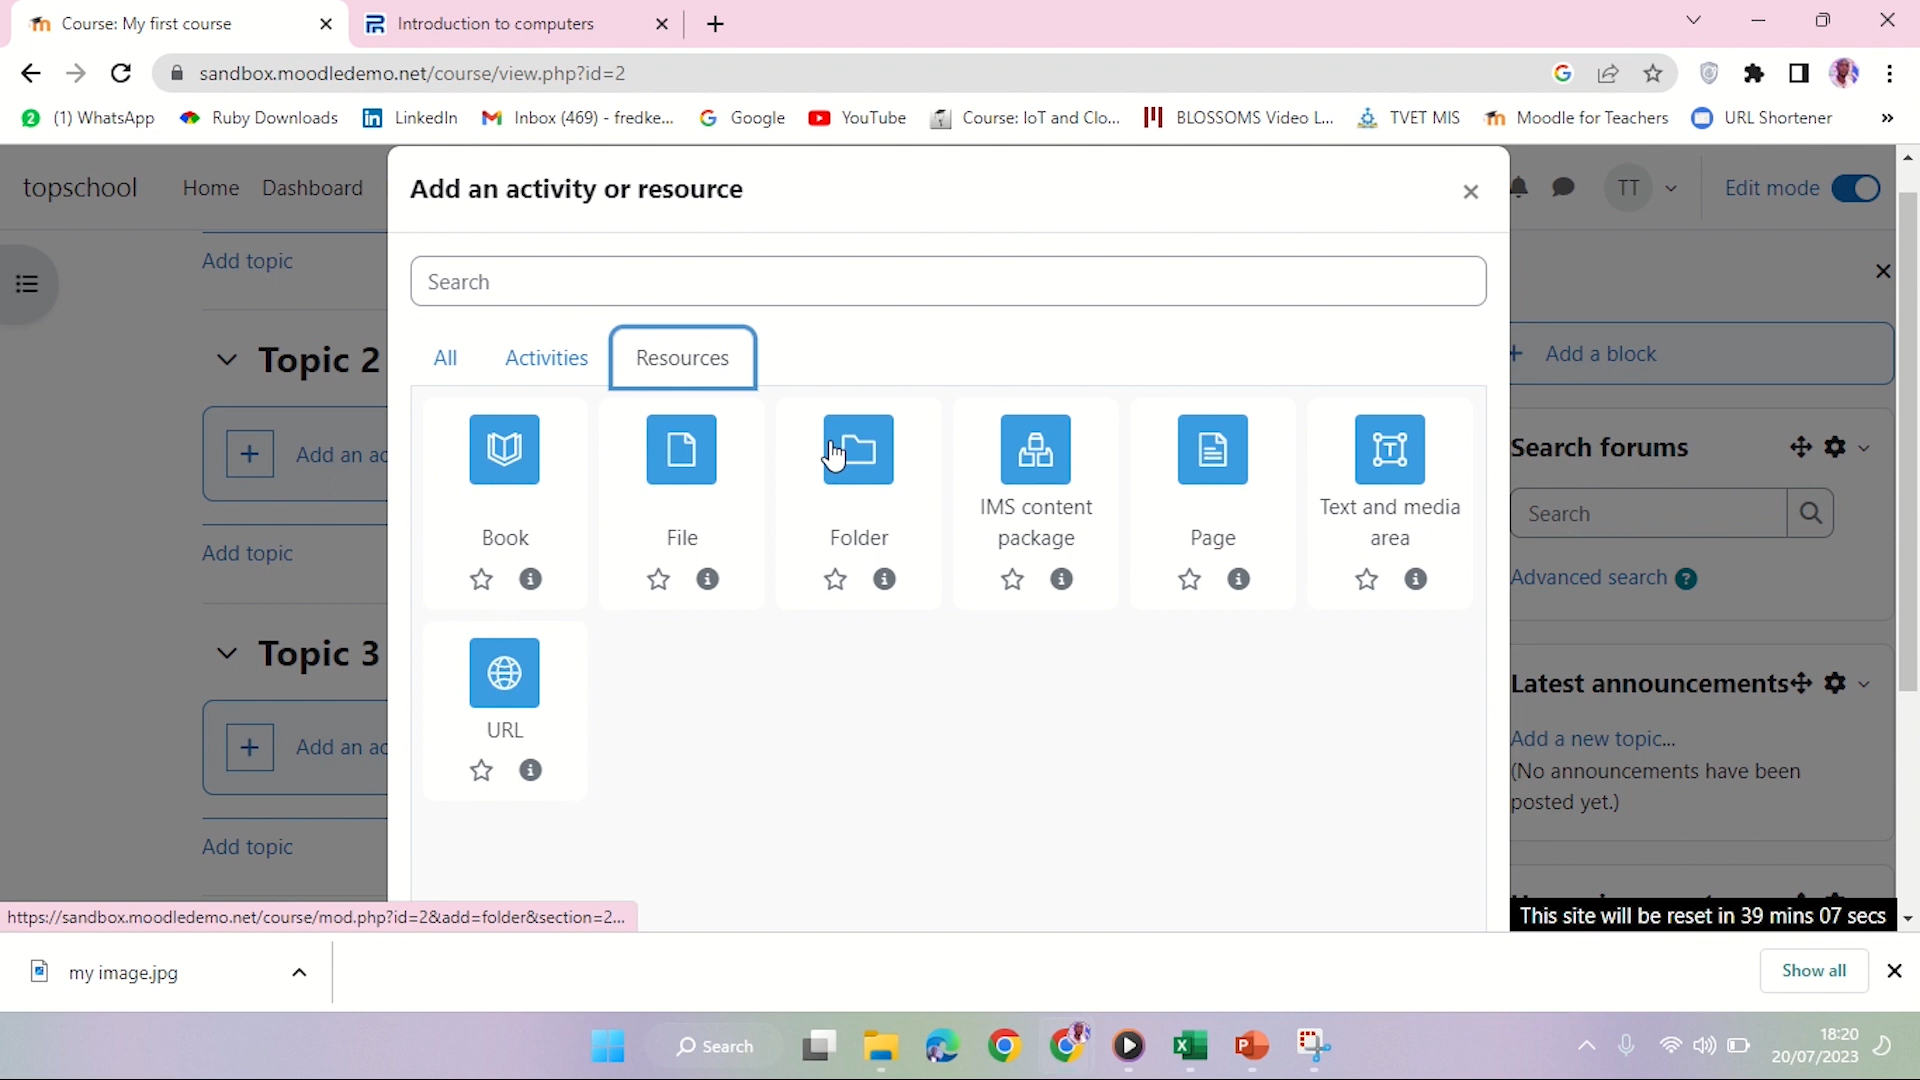 Course: My first course
Introduction to computers
sandbox.moodledemo.net/course/view.php?id=2
(1) WhatsApp
Ruby Downloads
LinkedIn
Inbox (469) - fredke...
Google
YouTube
Course: IoT and Clo...
BLOSSOMS Video L...
TVET MIS
Moodle for Teachers
URL Shortener
»
topschool
Home
Dashboard
TT
Edit mode
Add an activity or resource
Search
All
Activities
Resources
Add topic
Topic 2
Add an ac
Add topic
Topic 3
Add an ac
Add topic
Book
File
Folder
IMS content
package
Page
Text and media
area
URL
Add a block
Search forums
Search
Advanced search
Latest announcements
Add a new topic...
(No announcements have been
posted yet.)
This site will be reset in 39 mins 07 secs
https://sandbox.moodledemo.net/course/mod.php?id=2&add=folder&section=2...
my image.jpg
Show all
Search
18:20
20/07/2023